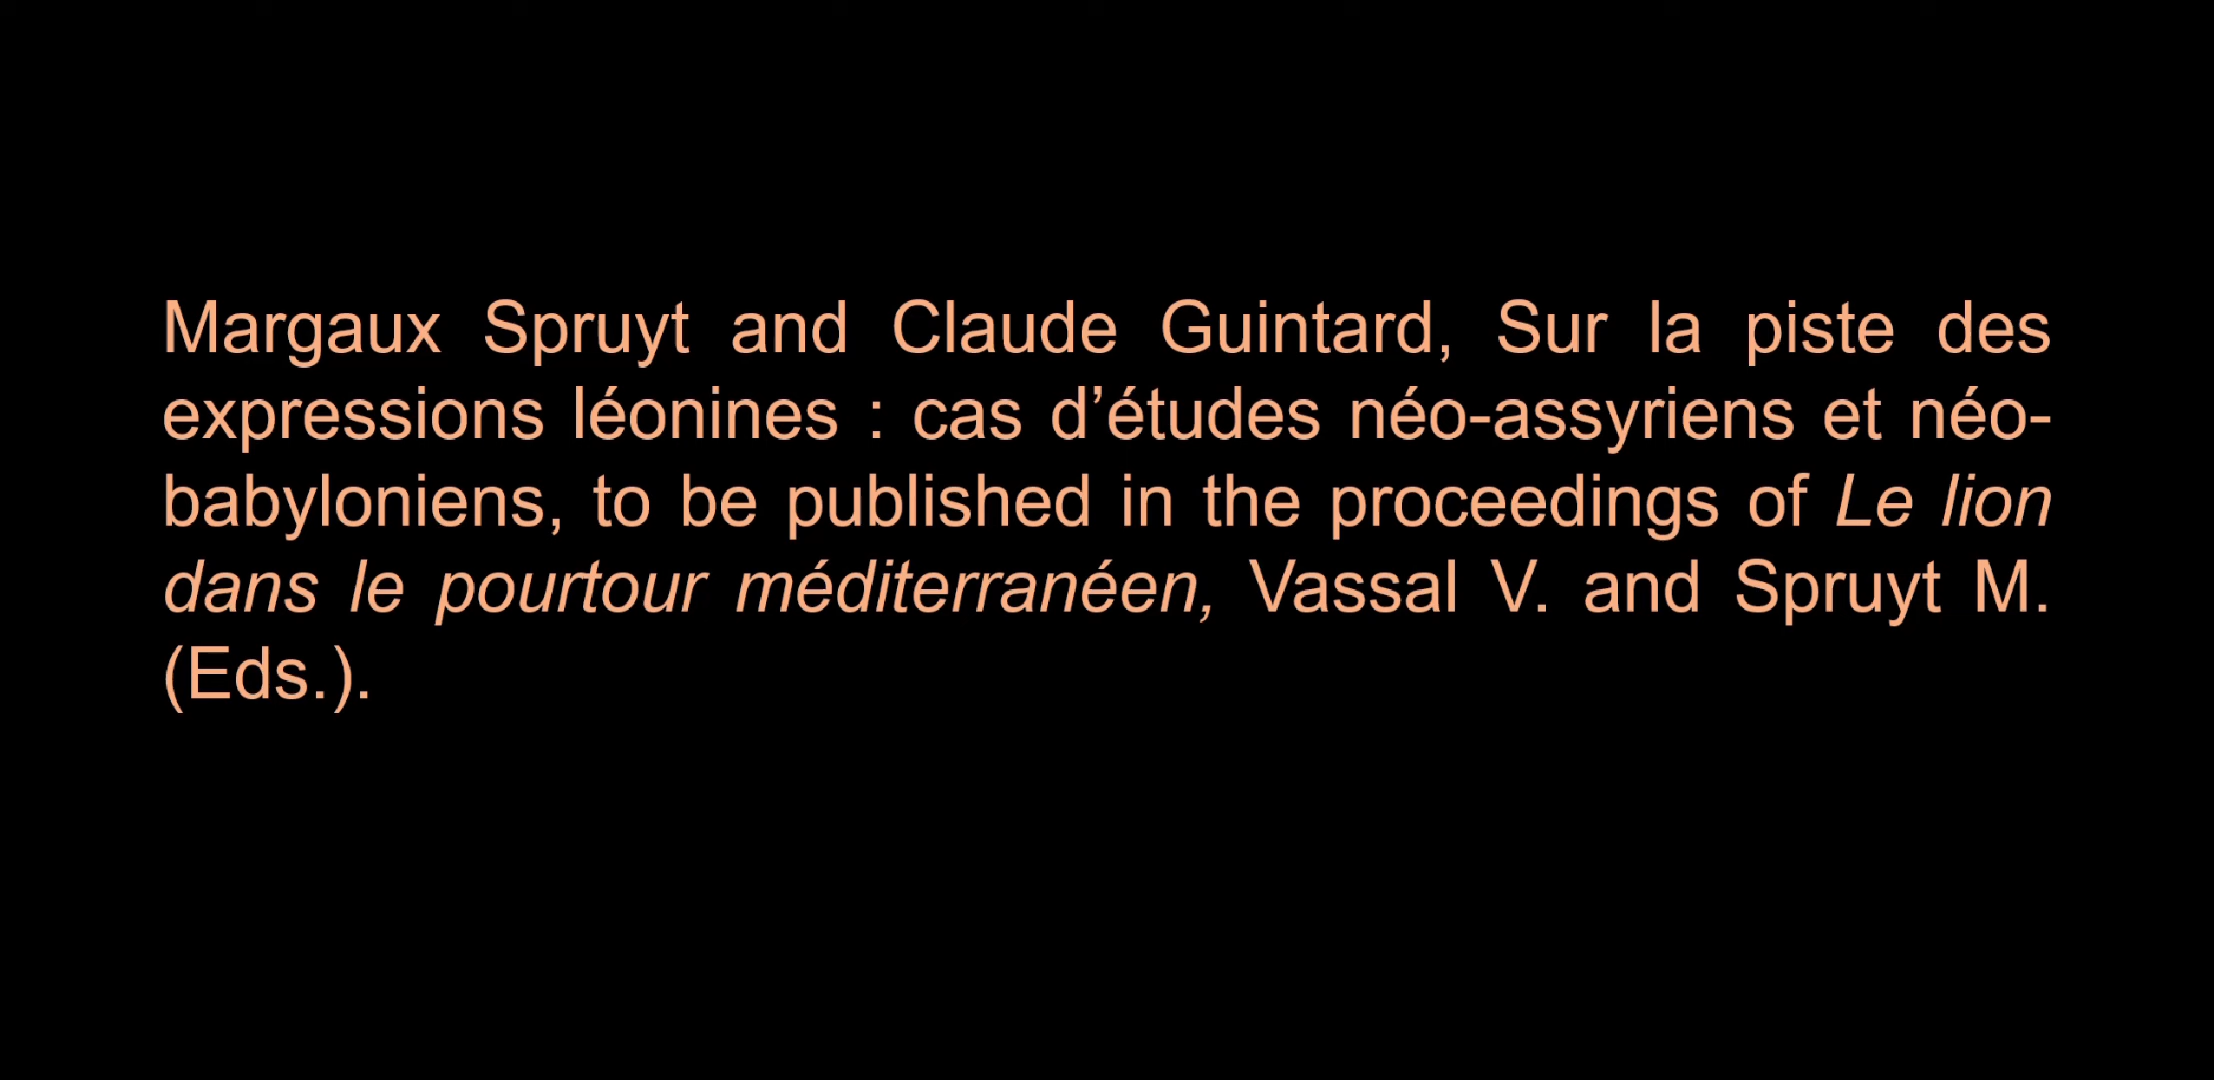 Margaux Spruyt and Claude Guintard, Sur la piste des
expressions léonines : cas d’études néo-assyriens et néo-
babyloniens, to be published in the proceedings of Le lion
dans le pourtour méditerranéen, Vassal V. and Spruyt M.
(Eds.).